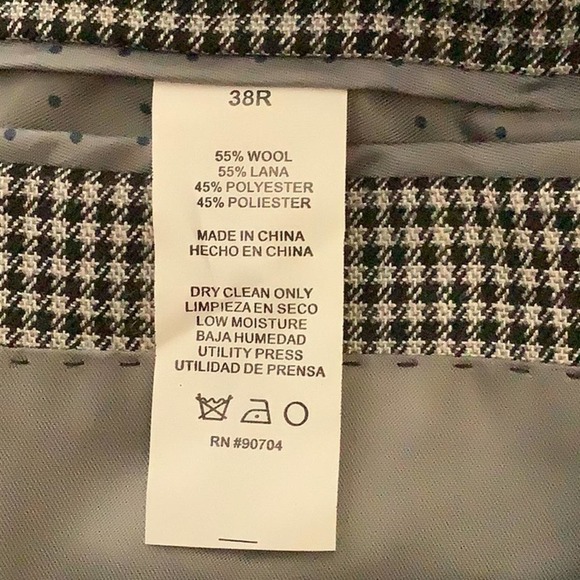 38R
55% WOOL
55% LANA
45% POLYESTER
45% POLIESTER
MADE IN CHINA
HECHO EN CHINA
DRY CLEAN ONLY
LIMPIEZA EN SECO
LOW MOISTURE
BAJA HUMEDAD
UTILITY PRESS
UTILIDAD DE PRENSA
RN #90704